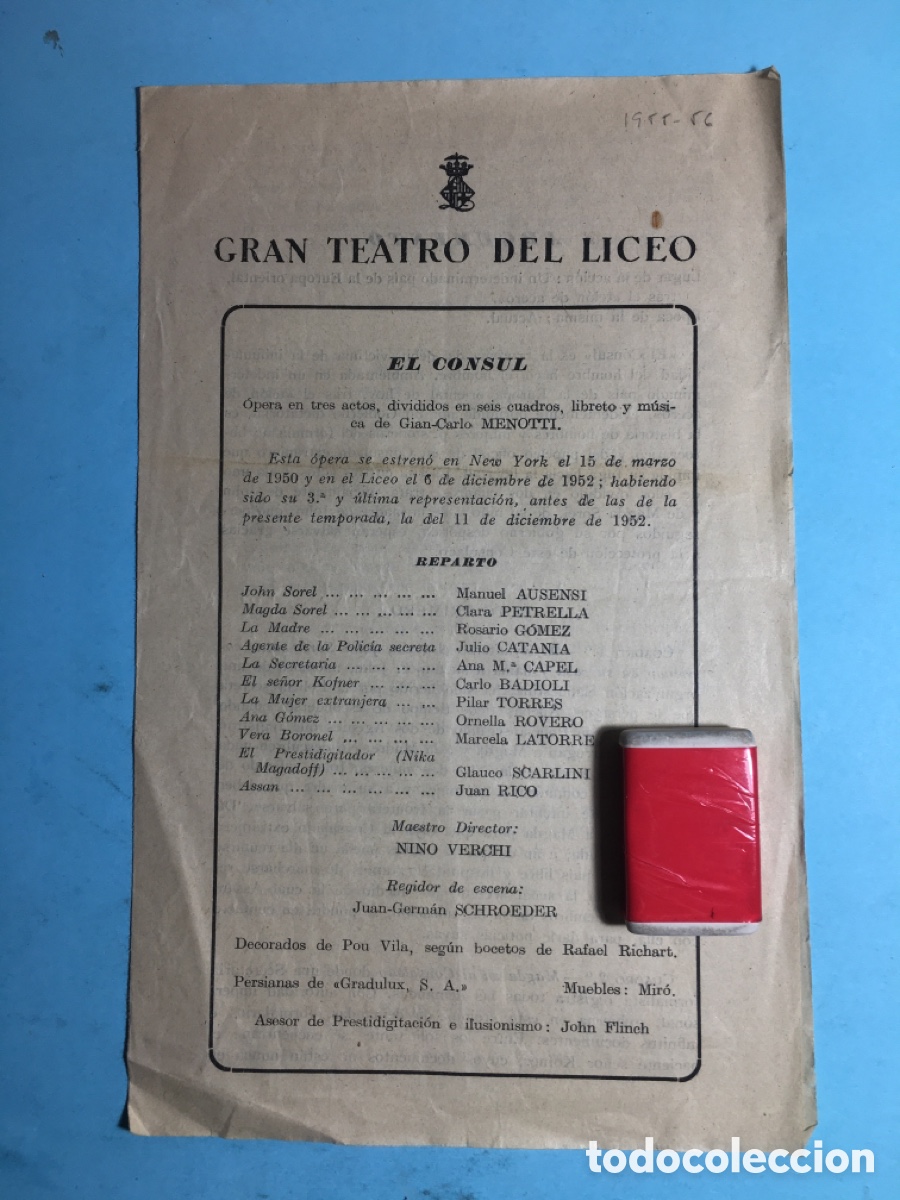 1955-56
GRAN TEATRO DEL LICEO
EL CONSUL
Ópera en tres actos, divididos en seis cuadros, libreto y músi-
ca de Gian-Carlo MENOTTI.
Esta ópera se estrenó en New York el 15 de marzo
de 1950 y en el Liceo el 6 de diciembre de 1952; habiendo
sido su 3.ª y última representación, antes de las de la
presente temporada, la del 11 de diciembre de 1952.
REPARTO
John Sorel ... ... ... ... ... Manuel AUSENSI
Magda Sorel ... ... ... ... ... Clara PETRELLA
La Madre ... ... ... ... ... Rosario GÓMEZ
Agente de la Policía secreta Julio CATANIA
La Secretaria ... ... ... ... Ana M.ª CAPEL
El señor Kofner ... ... ... Carlo BADIOLI
La Mujer extranjera ... ... Pilar TORRES
Ana Gómez ... ... ... ... ... Ornella ROVERO
Vera Boronel ... ... ... ... Marcela LATORRE
El Prestidigitador (Nika
Magadoff) ... ... ... ... ... Glauco SCARLINI
Assan ... ... ... ... ... ... Juan RICO
Maestro Director:
NINO VERCHI
Regidor de escena:
Juan-Germán SCHROEDER
Decorados de Pou Vila, según bocetos de Rafael Richart.
Persianas de «Gradulux, S. A.» Muebles: Miró.
Asesor de Prestidigitación e ilusionismo: John Flinch
todocoleccion